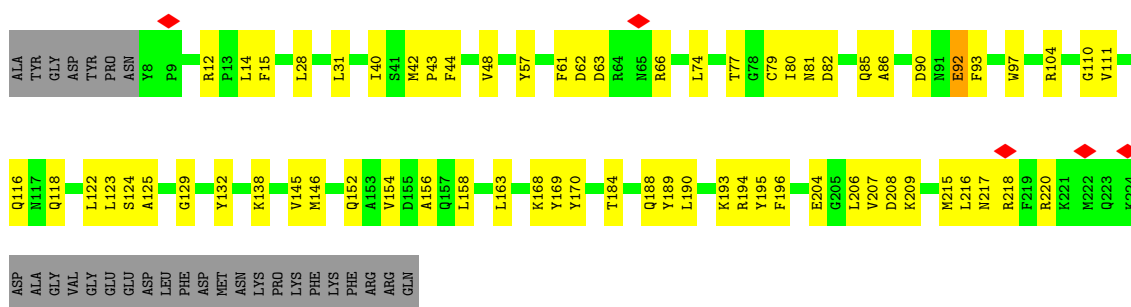 ALA TYR GLY ASP TYR PRO ASN Y8 P9 R12 P13 L14 F15 L28 L31 I40 S41 M42 P43 F44 V48 Y57 F61 D62 D63 R64 N65 R66 L74 T77 G78 C79 I80 N81 D82 Q85 A86 D90 N91 E92 F93 W97 R104 G110 V111
Q116 N117 Q118 L122 L123 S124 A125 G129 Y132 K138 V145 M146 Q152 A153 V154 D155 A156 Q157 L158 L163 K168 Y169 Y170 T184 Q188 Y189 L190 K193 R194 Y195 F196 E204 G205 L206 V207 D208 K209 M215 L216 N217 R218 F219 R220 K221 M222 Q223 K224
ASP ALA GLY VAL GLY GLU GLU ASP LEU PHE ASP MET ASN LYS PRO LYS PHE LYS PHE ARG ARG GLN